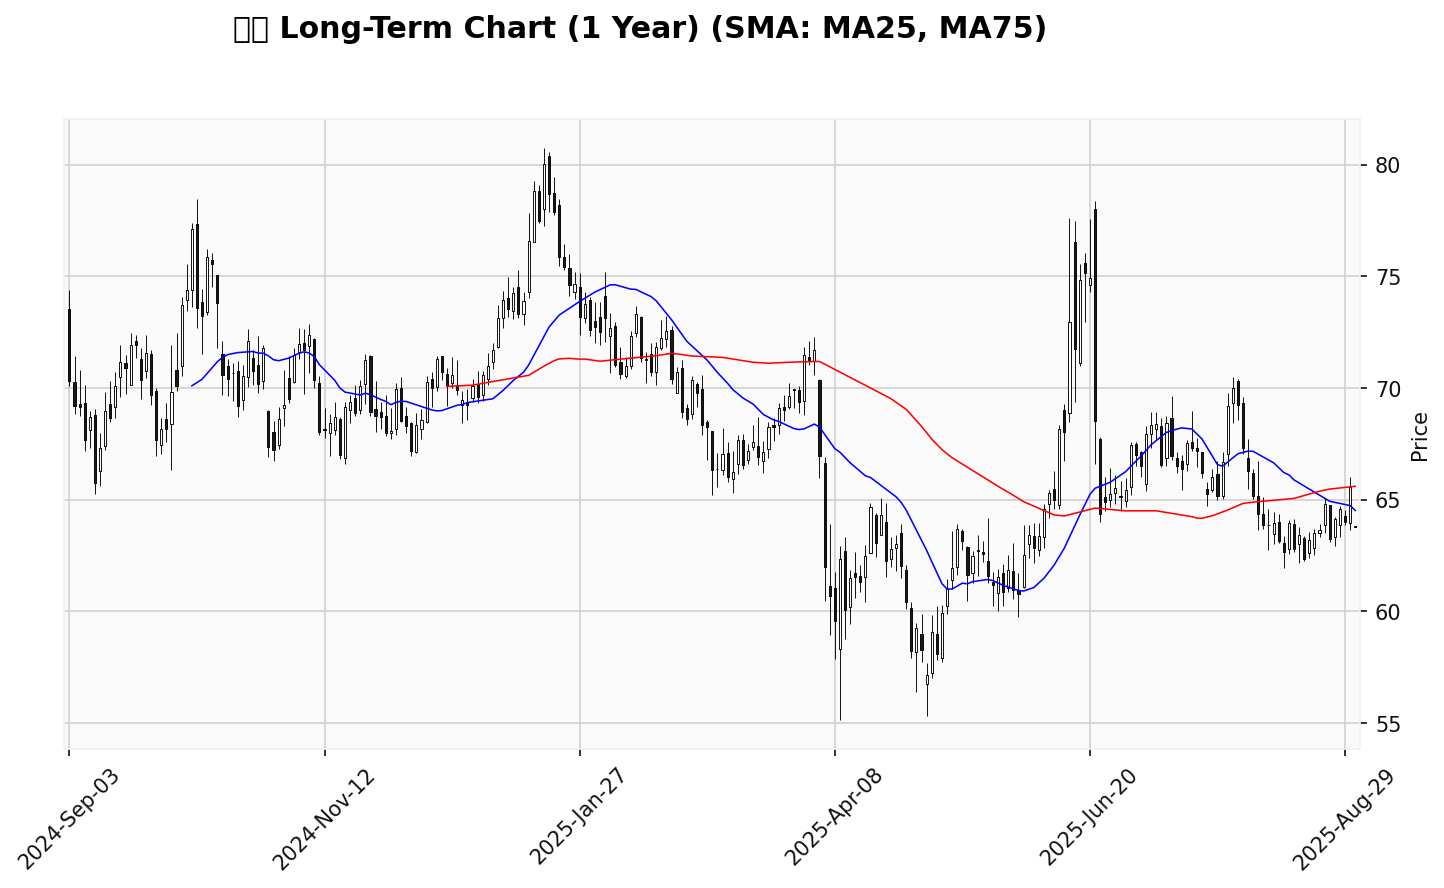 Long-Term Chart (1 Year) (SMA: MA25, MA75)
80
75
70
65
60
55
Price
2024-Sep-03
2024-Nov-12
2025-Jan-27
2025-Apr-08
2025-Jun-20
2025-Aug-29